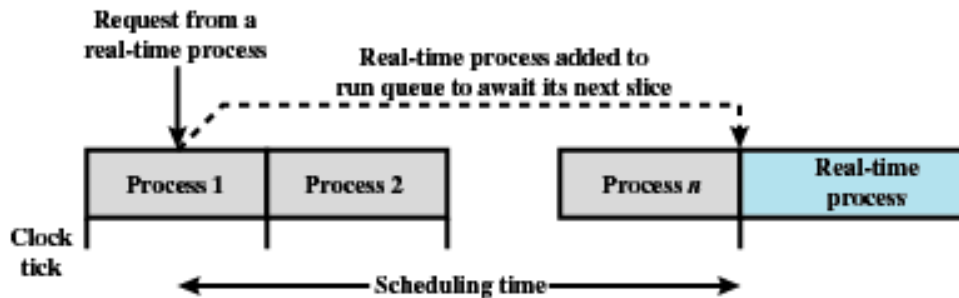 Request from a
real-time process
Real-time process added to
run queue to await its next slice
Process 1
Process 2
Process n
Real-time
process
Clock
tick
Scheduling time